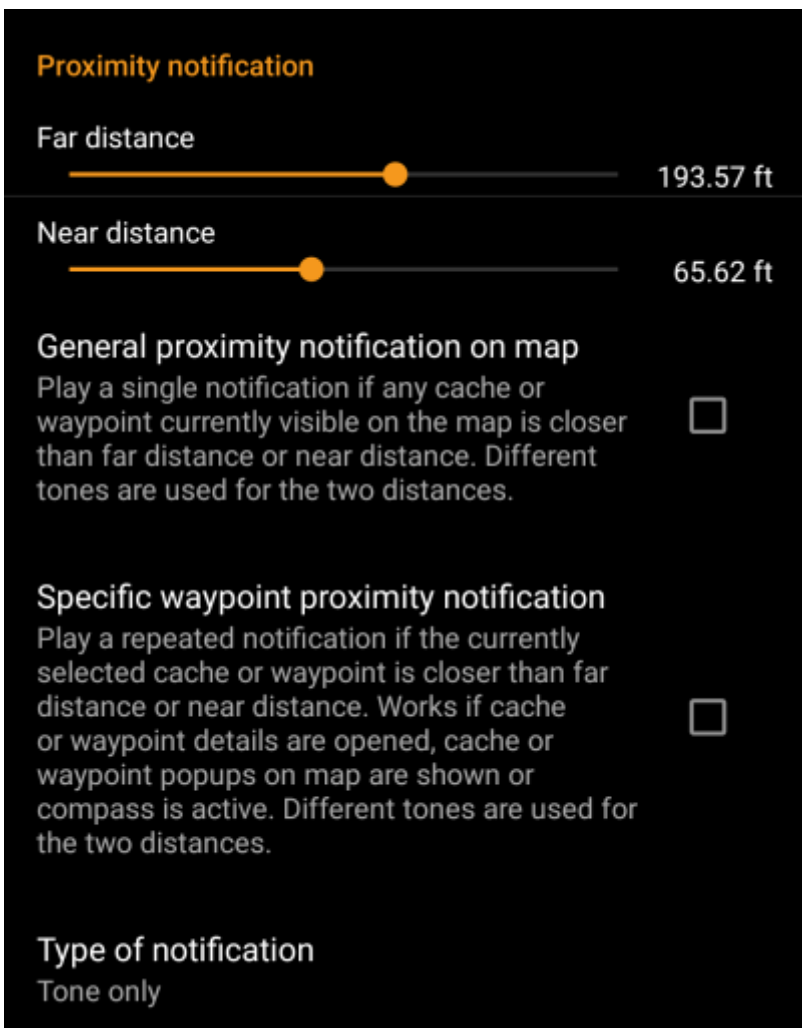 Proximity notification
Far distance
193.57 ft
Near distance
65.62 ft
General proximity notification on map
Play a single notification if any cache or
waypoint currently visible on the map is closer
than far distance or near distance. Different
tones are used for the two distances.
Specific waypoint proximity notification
Play a repeated notification if the currently
selected cache or waypoint is closer than far
distance or near distance. Works if cache
or waypoint details are opened, cache or
waypoint popups on map are shown or
compass is active. Different tones are used for
the two distances.
Type of notification
Tone only